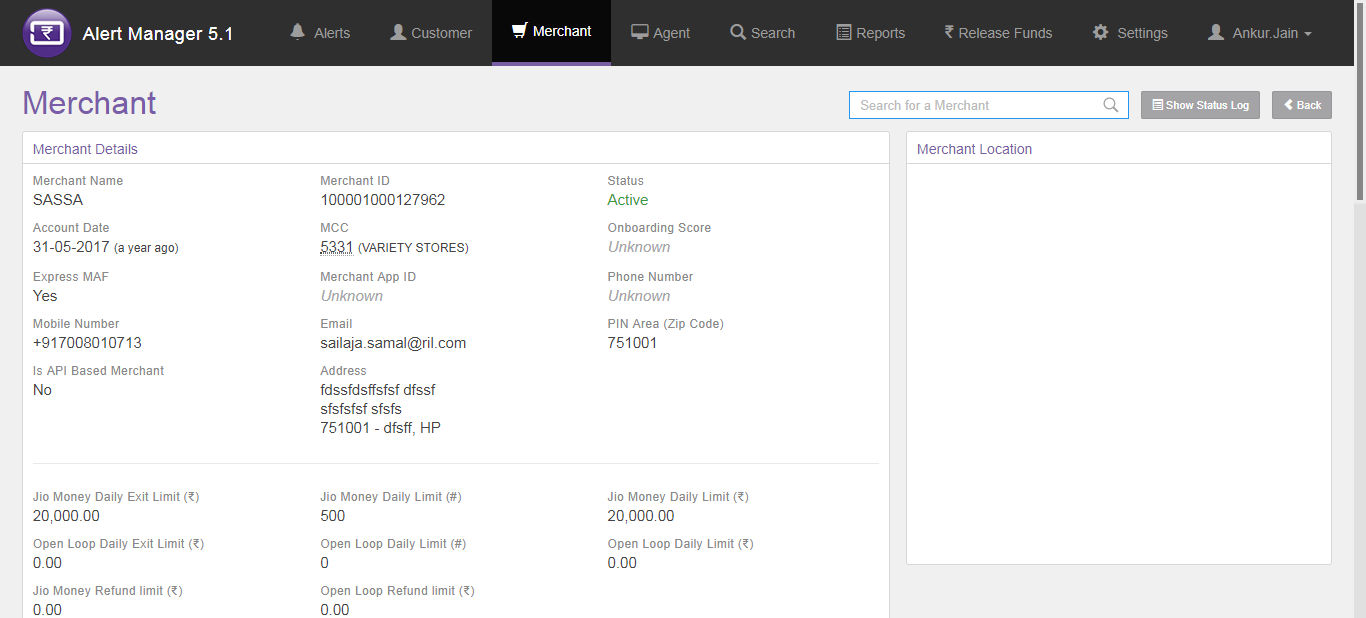 Alert Manager 5.1
Alerts
Customer
Merchant
Agent
Search
Reports
₹ Release Funds
Settings
Ankur.Jain
Merchant
Search for a Merchant
Show Status Log
Back
Merchant Details
Merchant Location
Merchant Name
Merchant ID
Status
SASSA
100001000127962
Active
Account Date
MCC
Onboarding Score
31-05-2017 (a year ago)
5331 (VARIETY STORES)
Unknown
Express MAF
Merchant App ID
Phone Number
Yes
Unknown
Unknown
Mobile Number
Email
PIN Area (Zip Code)
+917008010713
sailaja.samal@ril.com
751001
Is API Based Merchant
Address
No
fdssfdsffsfsf dfssf
sfsfsfsf sfsfs
751001 - dfsff, HP
Jio Money Daily Exit Limit (₹)
Jio Money Daily Limit (#)
Jio Money Daily Limit (₹)
20,000.00
500
20,000.00
Open Loop Daily Exit Limit (₹)
Open Loop Daily Limit (#)
Open Loop Daily Limit (₹)
0.00
0
0.00
Jio Money Refund limit (₹)
Open Loop Refund limit (₹)
0.00
0.00